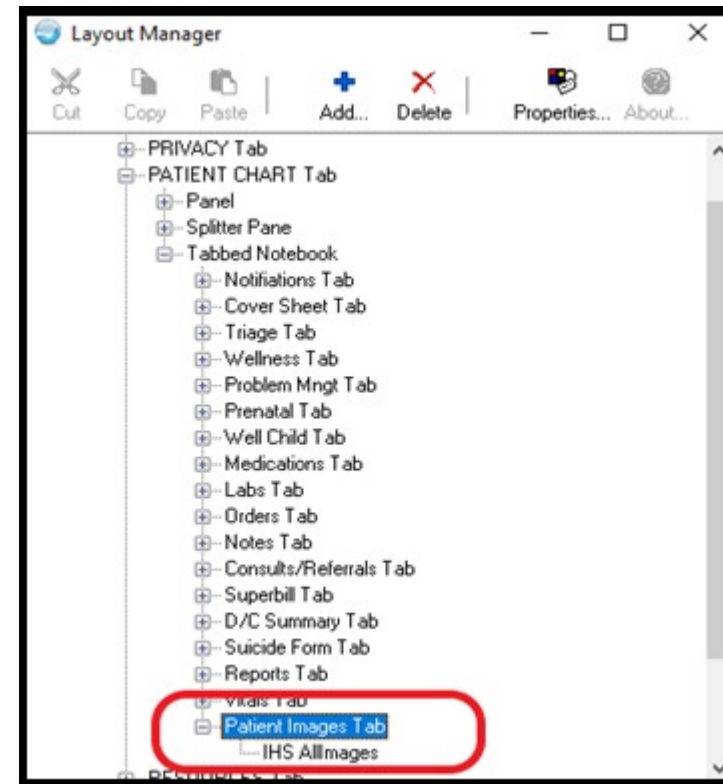 Layout Manager
Cut Copy Paste Add... Delete Properties... About...
PRIVACY Tab
PATIENT CHART Tab
Panel
Splitter Pane
Tabbed Notebook
Notifiations Tab
Cover Sheet Tab
Triage Tab
Wellness Tab
Problem Mngt Tab
Prenatal Tab
Well Child Tab
Medications Tab
Labs Tab
Orders Tab
Notes Tab
Consults/Referrals Tab
Superbill Tab
D/C Summary Tab
Suicide Form Tab
Reports Tab
Vitals Tab
Patient Images Tab
IHS AllImages
RESOURCES Tab